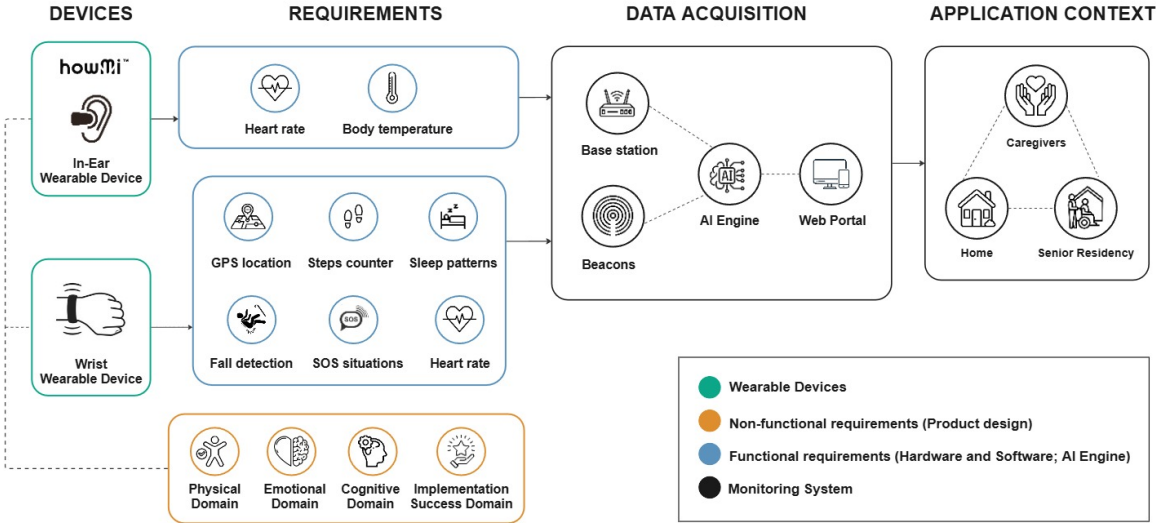 DEVICES
REQUIREMENTS
DATA ACQUISITION
APPLICATION CONTEXT
howMi™
In-Ear
Wearable Device
Heart rate
Body temperature
Base station
Beacons
AI
AI Engine
Web Portal
Caregivers
Home
Senior Residency
Wrist
Wearable Device
GPS location
Steps counter
z z
Sleep patterns
Fall detection
SOS
SOS situations
Heart rate
Physical
Domain
Emotional
Domain
Cognitive
Domain
Implementation
Success Domain
Wearable Devices
Non-functional requirements (Product design)
Functional requirements (Hardware and Software; AI Engine)
Monitoring System